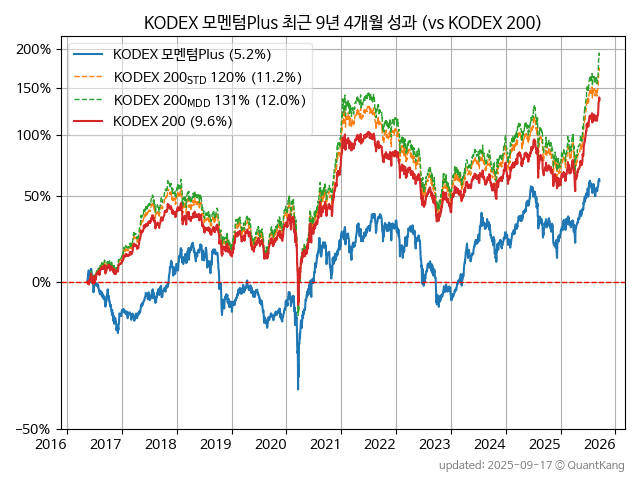 KODEX 모멘텀Plus 최근 9년 4개월 성과 (vs KODEX 200)
KODEX 모멘텀Plus (5.2%)
KODEX 200STD 120% (11.2%)
KODEX 200MDD 131% (12.0%)
KODEX 200 (9.6%)
200%
150%
100%
50%
0%
−50%
2016 2017 2018 2019 2020 2021 2022 2023 2024 2025 2026
updated: 2025-09-17 © QuantKang